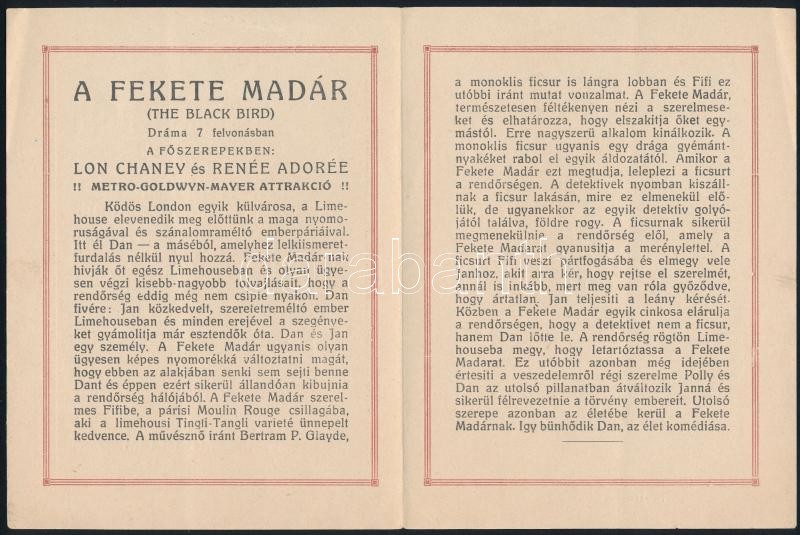 A FEKETE MADÁR
(THE BLACK BIRD)
Dráma 7 felvonásban
A FŐSZEREPEKBEN:
LON CHANEY és RENÉE ADORÉE
!! METRO-GOLDWYN-MAYER ATTRAKCIÓ !!
Ködös London egyik külvárosa, a Lime-
house elevenedik meg előttünk a maga nyomo-
ruságával és szánalomraméltó emberpáriáival.
Itt él Dan — a máséból, amelyhez lelkiismeret-
furdalás nélkül nyul hozzá. Fekete Madárnak
hivják őt egész Limehouseban és olyan ügye-
sen végzi kisebb-nagyobb tolvajlásait, hogy a
rendőrség eddig még nem csipte nyakon. Dan
fivére: Jan közkedvelt, szeretetreméltó ember
Limehouseban és minden erejével a szegénye-
ket gyámolitja már esztendők óta. Dan és Jan
egy személy. A Fekete Madár ugyanis olyan
ügyesen képes nyomorékká változtatni magát,
hogy ebben az alakjában senki sem sejti benne
Dant és éppen ezért sikerül állandóan kibujnia
a rendőrség hálójából. A Fekete Madár szerel-
mes Fifibe, a párisi Moulin Rouge csillagába,
aki a limehousi Tingli-Tangli varieté ünnepelt
kedvence. A művésznő iránt Bertram P. Glayde,
a monoklis ficsur is lángra lobban és Fifi ez
utóbbi iránt mutat vonzalmat. A Fekete Madár,
természetesen féltékenyen nézi a szerelmese-
ket és elhatározza, hogy elszakitja őket egy-
mástól. Erre nagyszerü alkalom kinálkozik. A
monoklis ficsur ugyanis egy drága gyémánt-
nyakéket rabol el egyik áldozatától. Amikor a
Fekete Madár ezt megtudja, leleplezi a ficsurt
a rendőrségen. A detektivek nyomban kiszáll-
nak a ficsur lakásán, mire ez elmenekül elő-
lük, de ugyanekkor az egyik detektiv golyó-
jától találva, földre rogy. A ficsurnak sikerül
megmenekülnie a rendőrség elől, amely a
Fekete Madárat gyanusitja a merénylettel. A
ficsurt Fifi veszi pártfogásába és elmegy vele
Janhoz, akit arra kér, hogy rejtse el szerelmét,
annál is inkább, mert meg van róla győződve,
hogy ártatlan. Jan teljesiti a leány kérését.
Közben a Fekete Madár egyik cinkosa elárulja
a rendőrségen, hogy a detektivet nem a ficsur,
hanem Dan lőtte le. A rendőrség rögtön Lime-
houseba megy, hogy letartóztassa a Fekete
Madarat. Ez utóbbit azonban még idejében
értesiti a veszedelemről régi szerelme Polly és
Dan az utolsó pillanatban átváltozik Janná és
sikerül félrevezetnie a törvény embereit. Utolsó
szerepe azonban az életébe kerül a Fekete
Madárnak. Igy bünhődik Dan, az élet komédiása.
darabanth.com